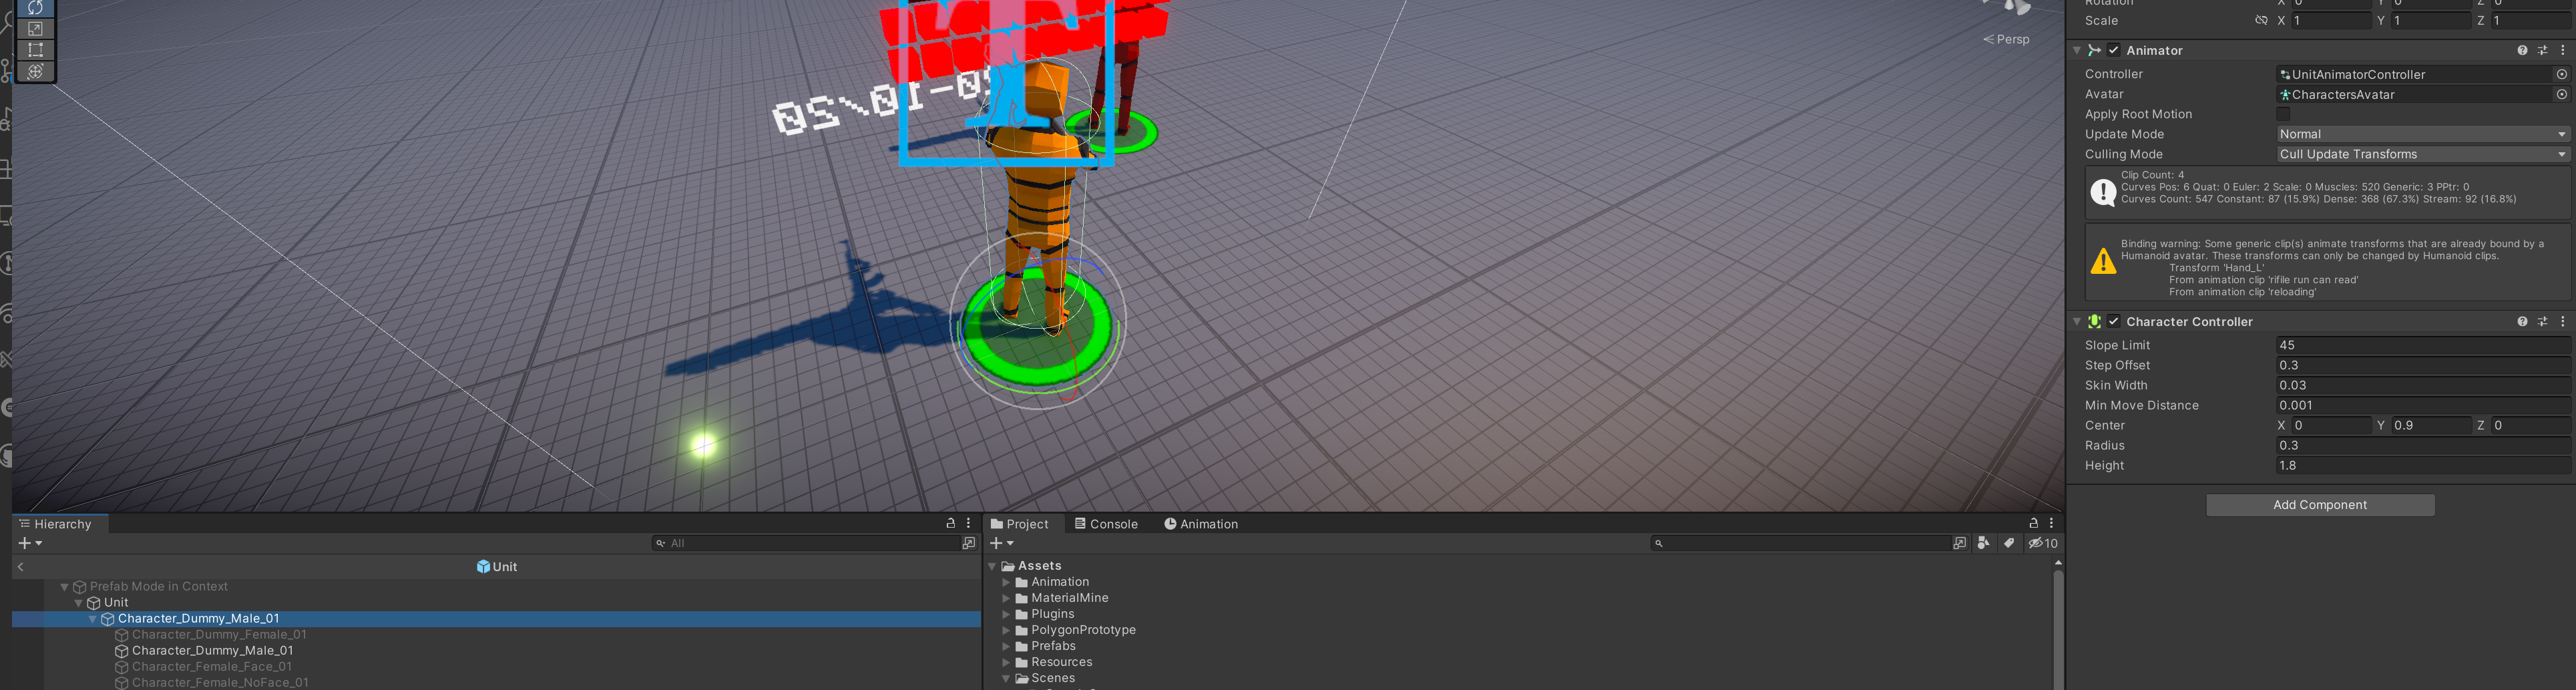 Rotation X 0 Y 0 Z 0
Scale X 1 Y 1 Z 1
Persp
Animator
Controller UnitAnimatorController
Avatar CharactersAvatar
Apply Root Motion
Update Mode Normal
Culling Mode Cull Update Transforms
Clip Count: 4
Curves Pos: 6 Quat: 0 Euler: 2 Scale: 0 Muscles: 520 Generic: 3 PPtr: 0
Curves Count: 547 Constant: 87 (15.9%) Dense: 368 (67.3%) Stream: 92 (16.8%)
Binding warning: Some generic clip(s) animate transforms that are already bound by a
Humanoid avatar. These transforms can only be changed by Humanoid clips.
Transform 'Hand_L'
From animation clip 'rifile run can read'
From animation clip 'reloading'
Character Controller
Slope Limit 45
Step Offset 0.3
Skin Width 0.03
Min Move Distance 0.001
Center X 0 Y 0.9 Z 0
Radius 0.3
Height 1.8
Add Component
Hierarchy
All
Unit
Prefab Mode in Context
Unit
Character_Dummy_Male_01
Character_Dummy_Female_01
Character_Dummy_Male_01
Character_Female_Face_01
Character_Female_NoFace_01
Project Console Animation
10
Assets
Animation
MaterialMine
Plugins
PolygonPrototype
Prefabs
Resources
Scenes